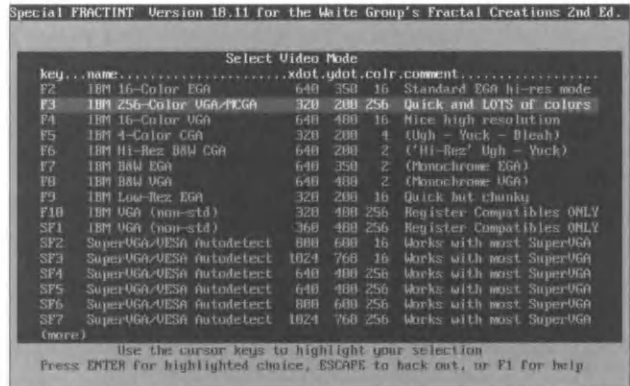 Special FRACTINT Version 18.11 for the Waite Group's Fractal Creations 2nd Ed.
Select Video Mode
key...name......................xdot.ydot.colr.comment..................
F2 IBM 16-Color EGA 640 350 16 Standard EGA hi-res mode
F3 IBM 256-Color VGA/MCGA 320 200 256 Quick and LOTS of colors
F4 IBM 16-Color VGA 640 480 16 Nice high resolution
F5 IBM 4-Color CGA 320 200 4 (Ugh - Yuck - Bleah)
F6 IBM Hi-Rez B&W CGA 640 200 2 ('Hi-Rez' Ugh - Yuck)
F7 IBM B&W EGA 640 350 2 (Monochrome EGA)
F8 IBM B&W VGA 640 480 2 (Monochrome VGA)
F9 IBM Low-Rez EGA 320 200 16 Quick but chunky
F10 IBM VGA (non-std) 320 400 256 Register Compatibles ONLY
SF1 IBM VGA (non-std) 360 480 256 Register Compatibles ONLY
SF2 SuperVGA/VESA Autodetect 800 600 16 Works with most SuperVGA
SF3 SuperVGA/VESA Autodetect 1024 768 16 Works with most SuperVGA
SF4 SuperVGA/VESA Autodetect 640 400 256 Works with most SuperVGA
SF5 SuperVGA/VESA Autodetect 640 480 256 Works with most SuperVGA
SF6 SuperVGA/VESA Autodetect 800 600 256 Works with most SuperVGA
SF7 SuperVGA/VESA Autodetect 1024 768 256 Works with most SuperVGA
(more)
Use the cursor keys to highlight your selection
Press ENTER for highlighted choice, ESCAPE to back out, or F1 for help